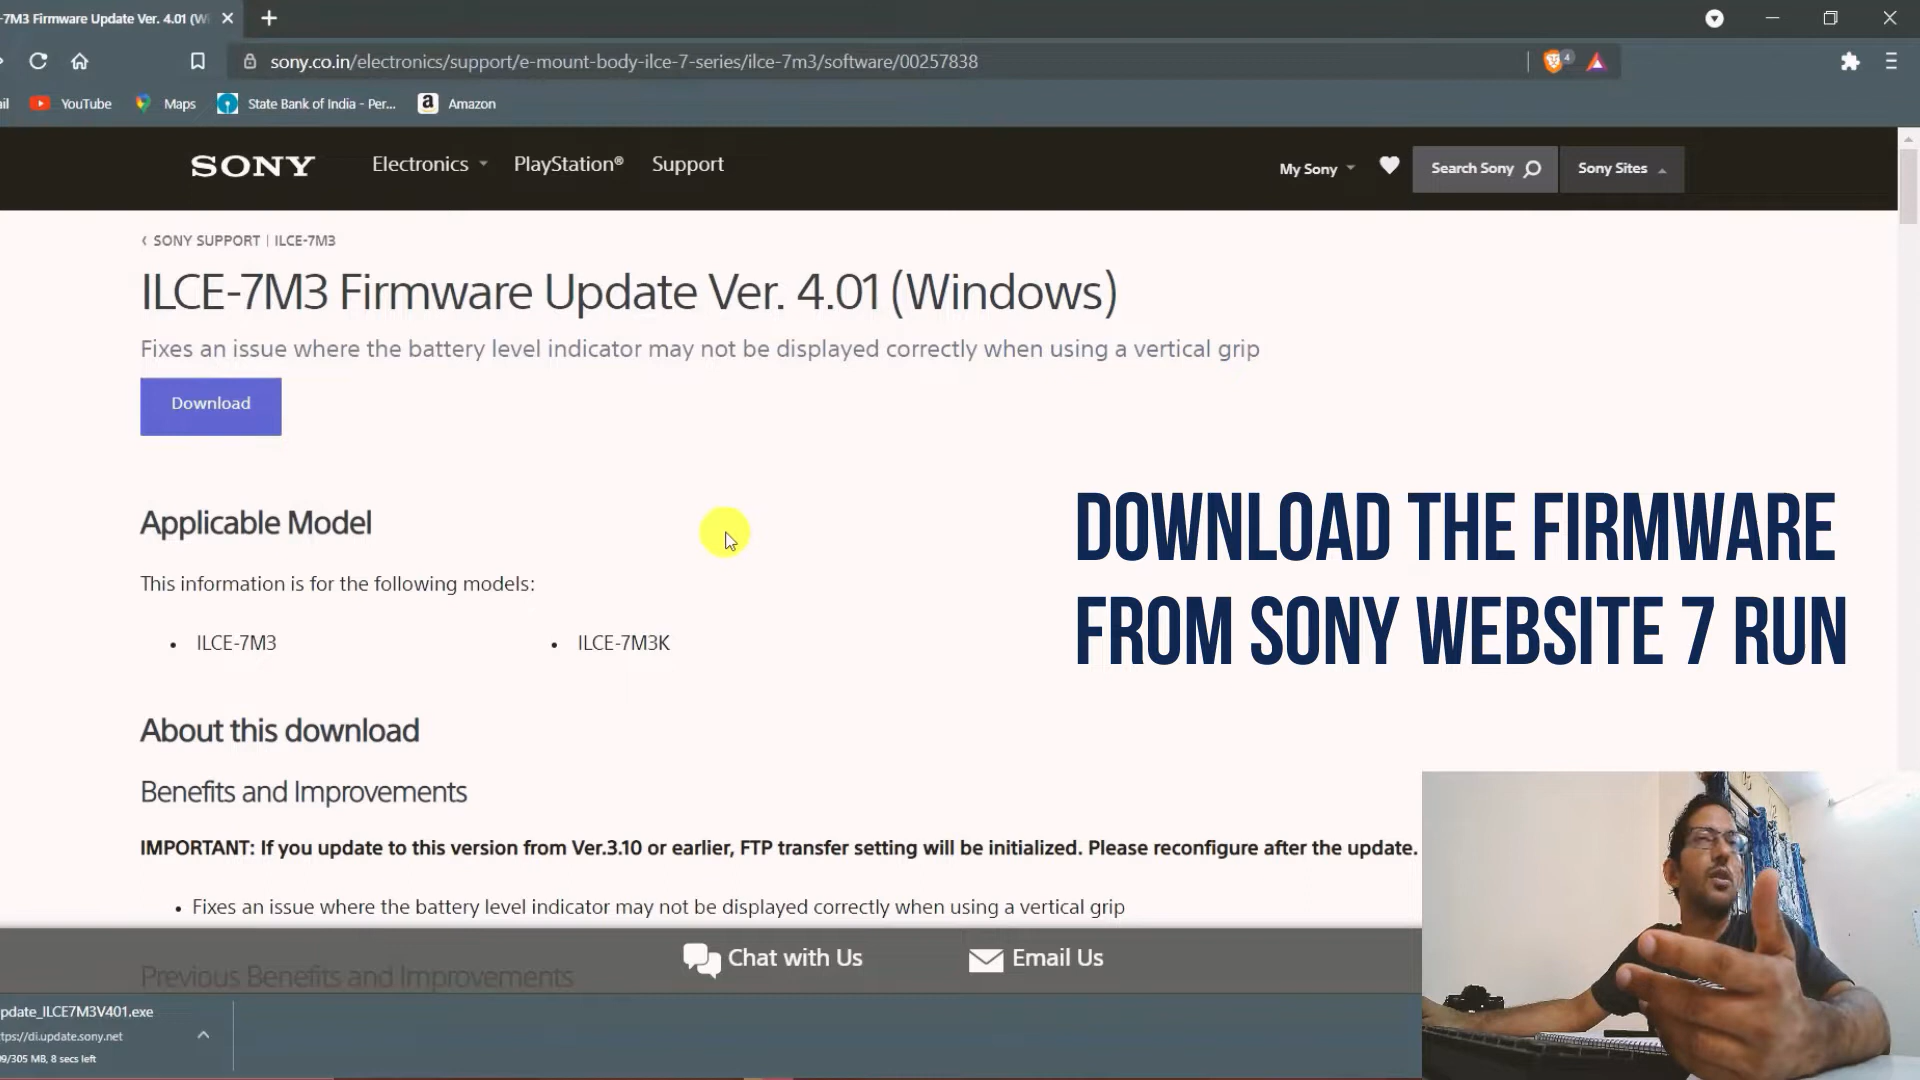 -7M3 Firmware Update Ver. 4.01 (Wi
sony.co.in/electronics/support/e-mount-body-ilce-7-series/ilce-7m3/software/00257838
4
ail YouTube Maps State Bank of India - Per... a Amazon
SONY Electronics PlayStation® Support My Sony Search Sony Sony Sites
‹ SONY SUPPORT | ILCE-7M3
ILCE-7M3 Firmware Update Ver. 4.01 (Windows)
Fixes an issue where the battery level indicator may not be displayed correctly when using a vertical grip
Download
Applicable Model
This information is for the following models:
• ILCE-7M3 • ILCE-7M3K
DOWNLOAD THE FIRMWARE
FROM SONY WEBSITE 7 RUN
About this download
Benefits and Improvements
IMPORTANT: If you update to this version from Ver.3.10 or earlier, FTP transfer setting will be initialized. Please reconfigure after the update.
• Fixes an issue where the battery level indicator may not be displayed correctly when using a vertical grip
Chat with Us Email Us
Previous Benefits and Improvements
pdate_ILCE7M3V401.exe
tps://di.update.sony.net
9/305 MB, 8 secs left